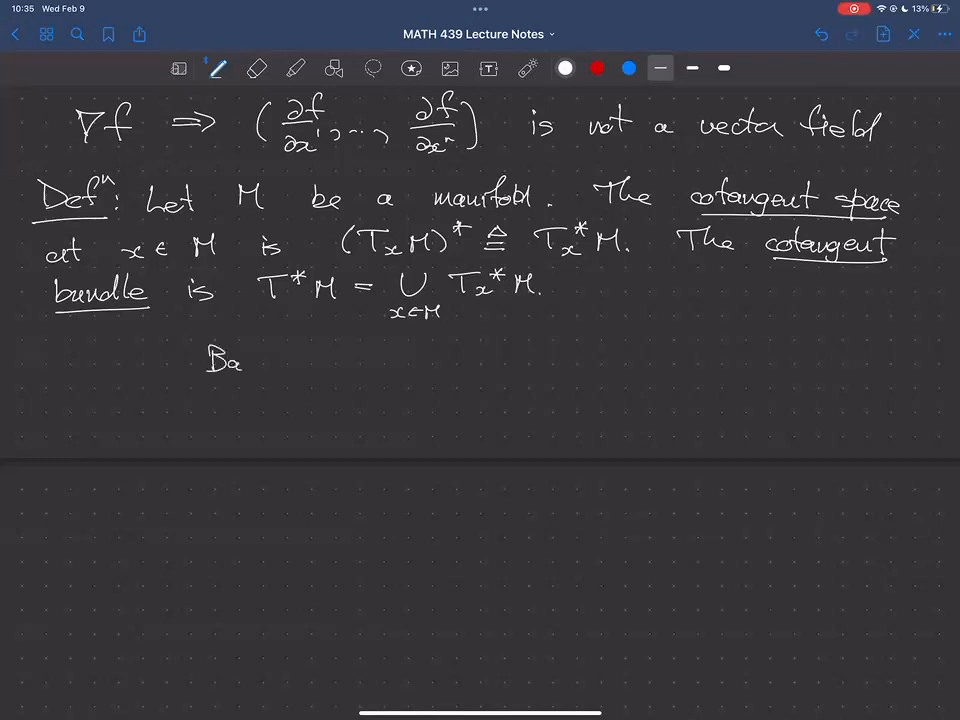 10:35 Wed Feb 9
13%
MATH 439 Lecture Notes
∇f ⇒ (∂f/∂x¹, ..., ∂f/∂xⁿ) is not a vector field
Defⁿ: Let M be a manifold. The cotangent space
at x ∈ M is (TₓM)* ≙ Tₓ*M. The cotangent
bundle is T*M = ∪_{x∈M} Tₓ*M.
Ba